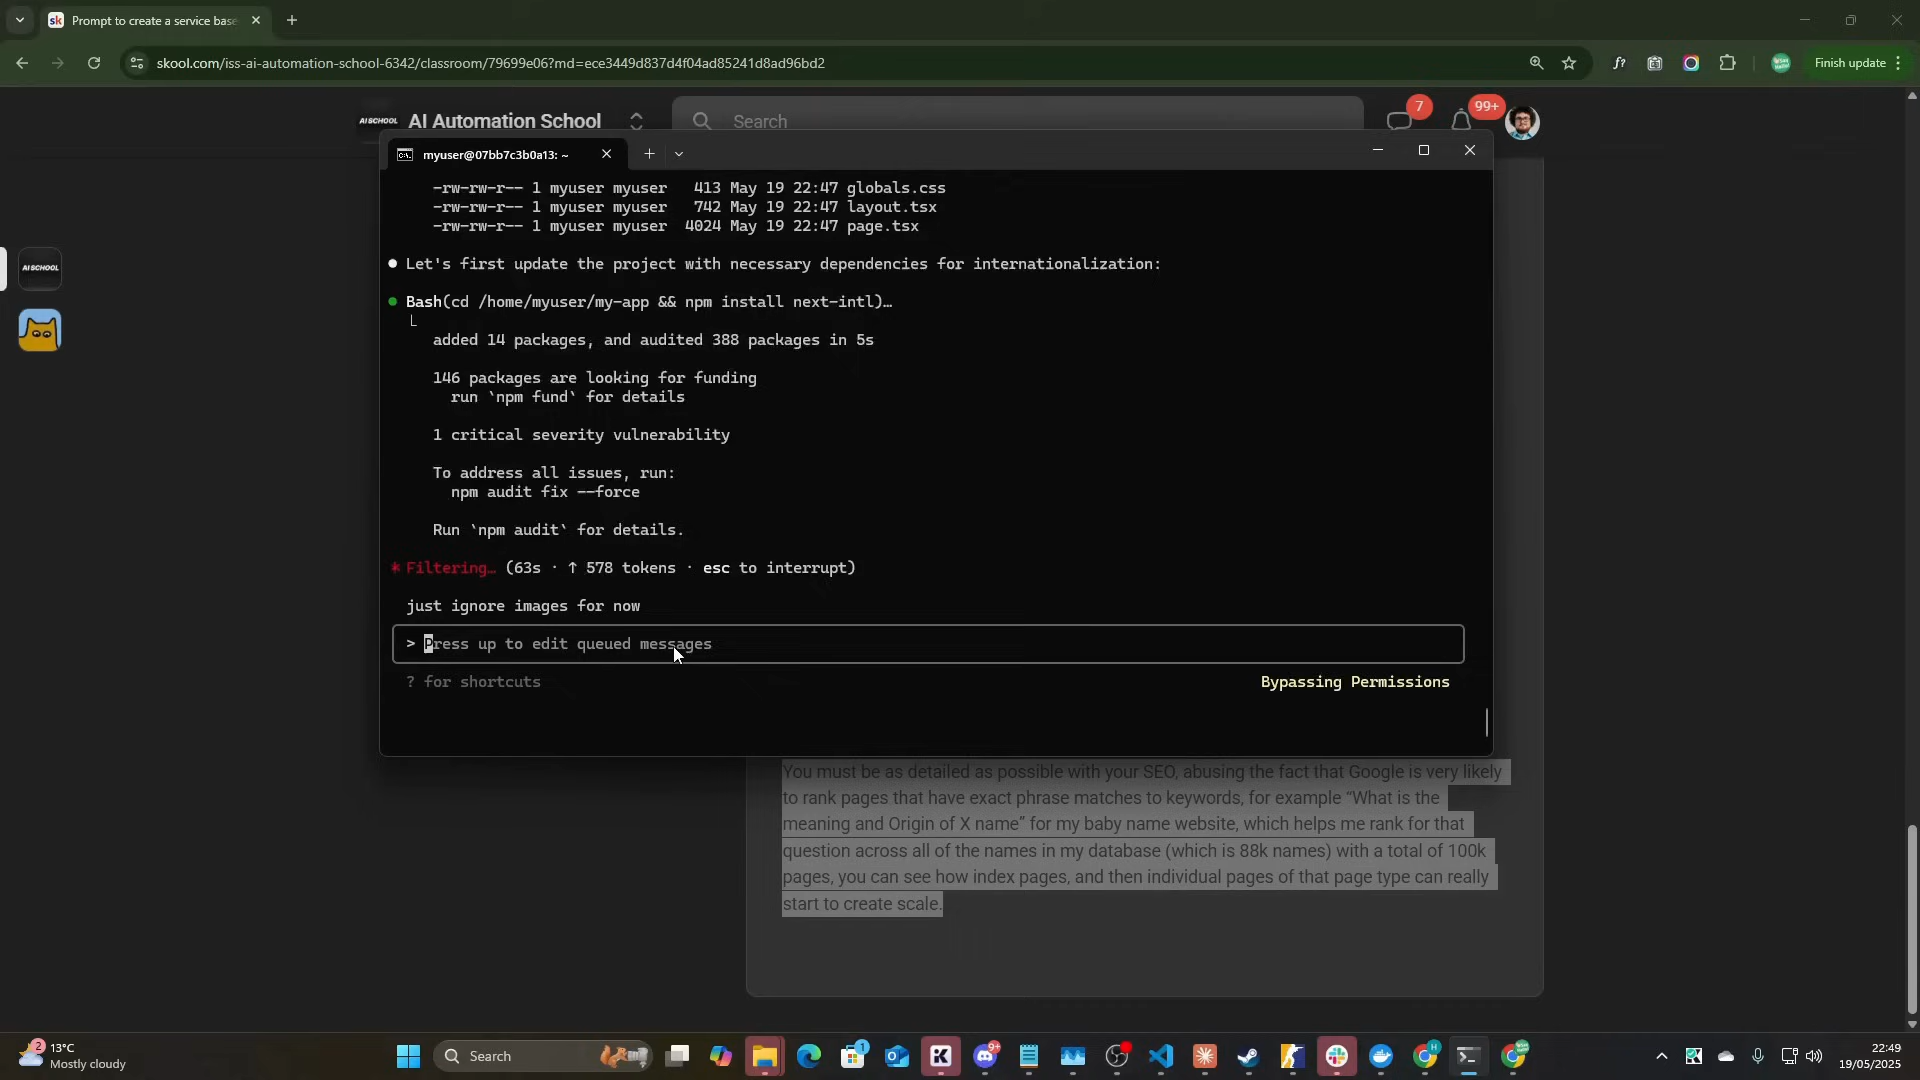 sk Prompt to create a service base
skool.com/iss-ai-automation-school-6342/classroom/79699e06?md=ece3449d837d4f04ad85241d8ad96bd2
f?
Finish update
AI SCHOOL AI Automation School
Search
7
99+
myuser@07bb7c3b0a13: ~
-rw-rw-r-- 1 myuser myuser 413 May 19 22:47 globals.css
-rw-rw-r-- 1 myuser myuser 742 May 19 22:47 layout.tsx
-rw-rw-r-- 1 myuser myuser 4024 May 19 22:47 page.tsx
AI SCHOOL
Let's first update the project with necessary dependencies for internationalization:
Bash(cd /home/myuser/my-app && npm install next-intl)…
added 14 packages, and audited 388 packages in 5s
146 packages are looking for funding
run `npm fund` for details
1 critical severity vulnerability
To address all issues, run:
npm audit fix --force
Run `npm audit` for details.
* Filtering… (63s · ↑ 578 tokens · esc to interrupt)
just ignore images for now
> Press up to edit queued messages
? for shortcuts
Bypassing Permissions
You must be as detailed as possible with your SEO, abusing the fact that Google is very likely
to rank pages that have exact phrase matches to keywords, for example “What is the
meaning and Origin of X name” for my baby name website, which helps me rank for that
question across all of the names in my database (which is 88k names) with a total of 100k
pages, you can see how index pages, and then individual pages of that page type can really
start to create scale.
2
13°C
Mostly cloudy
Search
1
9+
22:49
19/05/2025